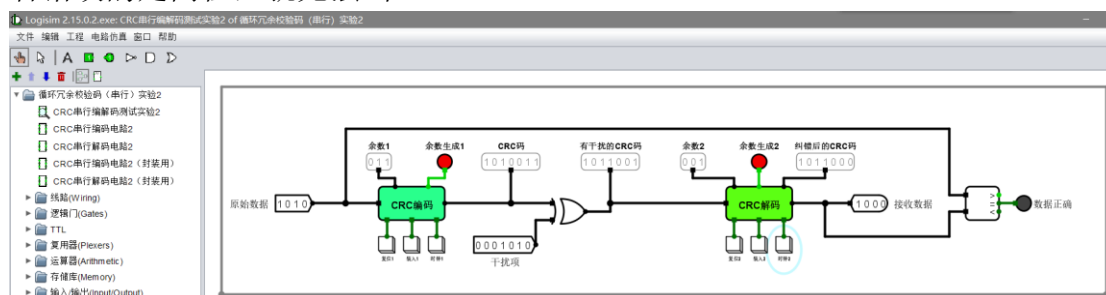 Logisim 2.15.0.2.exe: CRC串行编解码测试实验2 of 循环冗余校验码（串行）实验2
文件 编辑 工程 电路仿真 窗口 帮助
A
循环冗余校验码（串行）实验2
CRC串行编解码测试实验2
CRC串行编码电路2
CRC串行解码电路2
CRC串行编码电路2（封装用）
CRC串行解码电路2（封装用）
线路(Wiring)
逻辑门(Gates)
TTL
复用器(Plexers)
运算器(Arithmetic)
存储库(Memory)
输入/输出(Input/Output)
余数1 余数生成1 CRC码 有干扰的CRC码 余数2 余数生成2 纠错后的CRC码
011 1010011 1011001 001 1011000
原始数据 1010 CRC编码 CRC解码 1000 接收数据 数据正确
0001010
干扰项